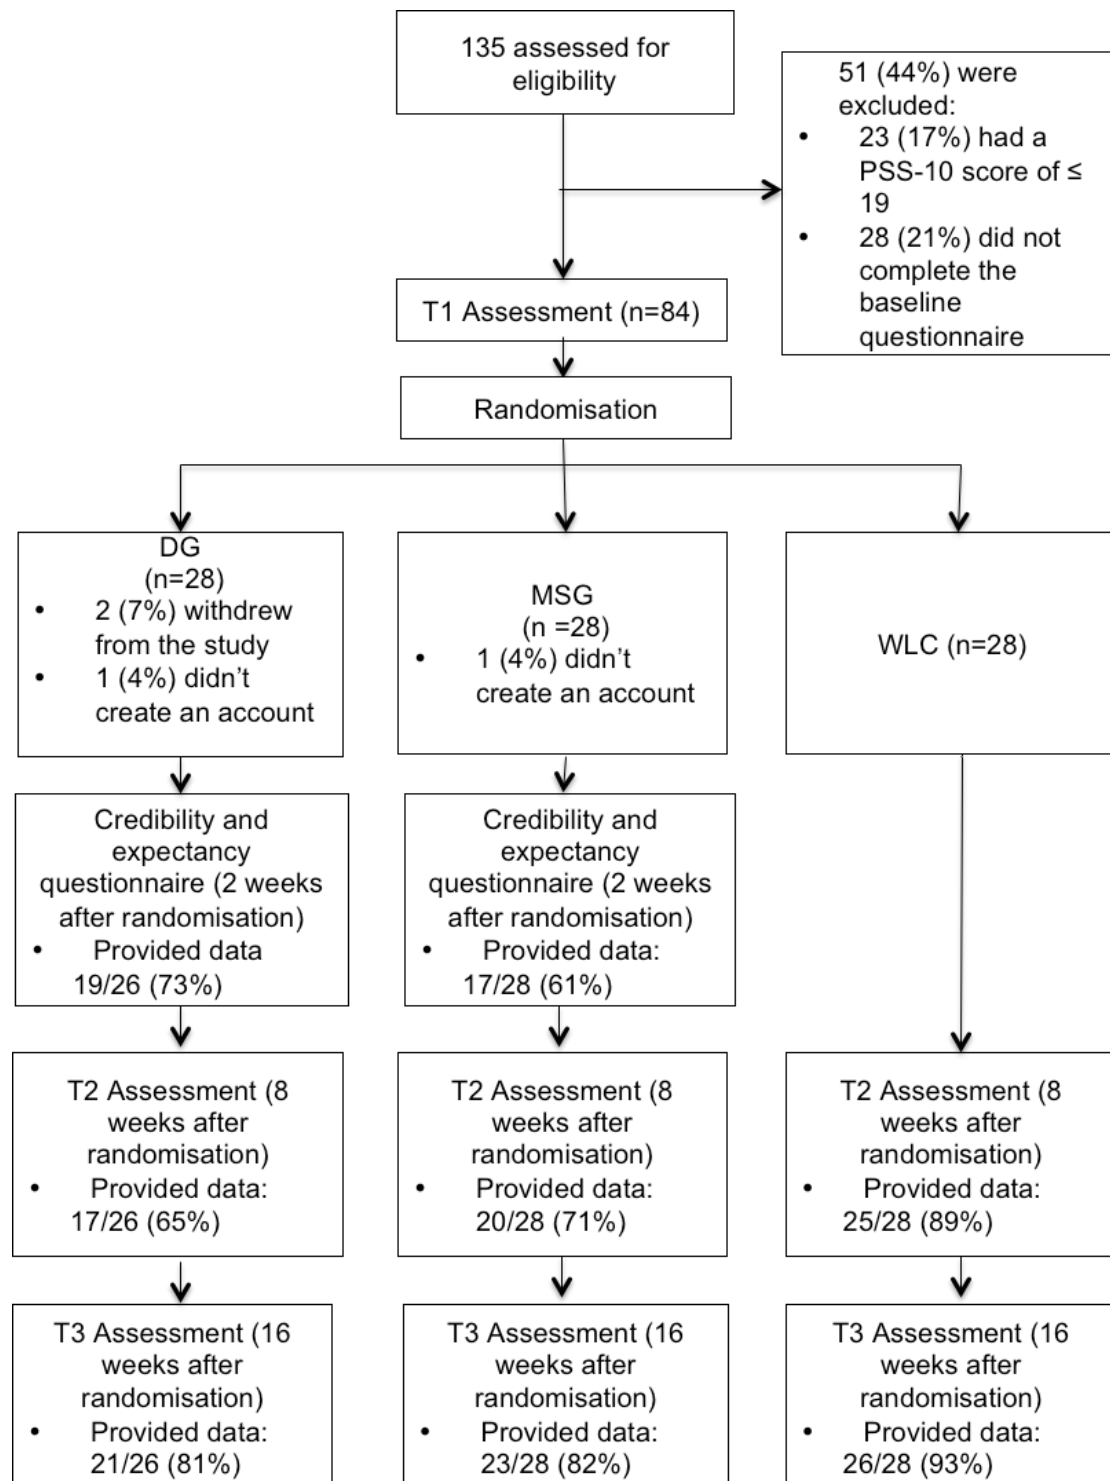 135 assessed for
eligibility
51 (44%) were
excluded:
• 23 (17%) had a
PSS-10 score of ≤
19
• 28 (21%) did not
complete the
baseline
questionnaire
T1 Assessment (n=84)
Randomisation
DG
(n=28)
• 2 (7%) withdrew
from the study
• 1 (4%) didn’t
create an account
MSG
(n =28)
• 1 (4%) didn’t
create an account
WLC (n=28)
Credibility and
expectancy
questionnaire (2 weeks
after randomisation)
• Provided data
19/26 (73%)
Credibility and
expectancy
questionnaire (2 weeks
after randomisation)
• Provided data:
17/28 (61%)
T2 Assessment (8
weeks after
randomisation)
• Provided data:
17/26 (65%)
T2 Assessment (8
weeks after
randomisation)
• Provided data:
20/28 (71%)
T2 Assessment (8
weeks after
randomisation)
• Provided data:
25/28 (89%)
T3 Assessment (16
weeks after
randomisation)
• Provided data:
21/26 (81%)
T3 Assessment (16
weeks after
randomisation)
• Provided data:
23/28 (82%)
T3 Assessment (16
weeks after
randomisation)
• Provided data:
26/28 (93%)